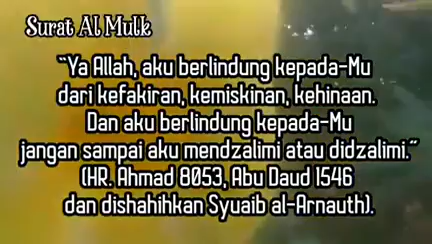 Surat Al Mulk
"Ya Allah, aku berlindung kepada-Mu
dari kefakiran, kemiskinan, kehinaan.
Dan aku berlindung kepada-Mu
jangan sampai aku mendzalimi atau didzalimi."
(HR. Ahmad 8053, Abu Daud 1546
dan dishahihkan Syuaib al-Arnauth).